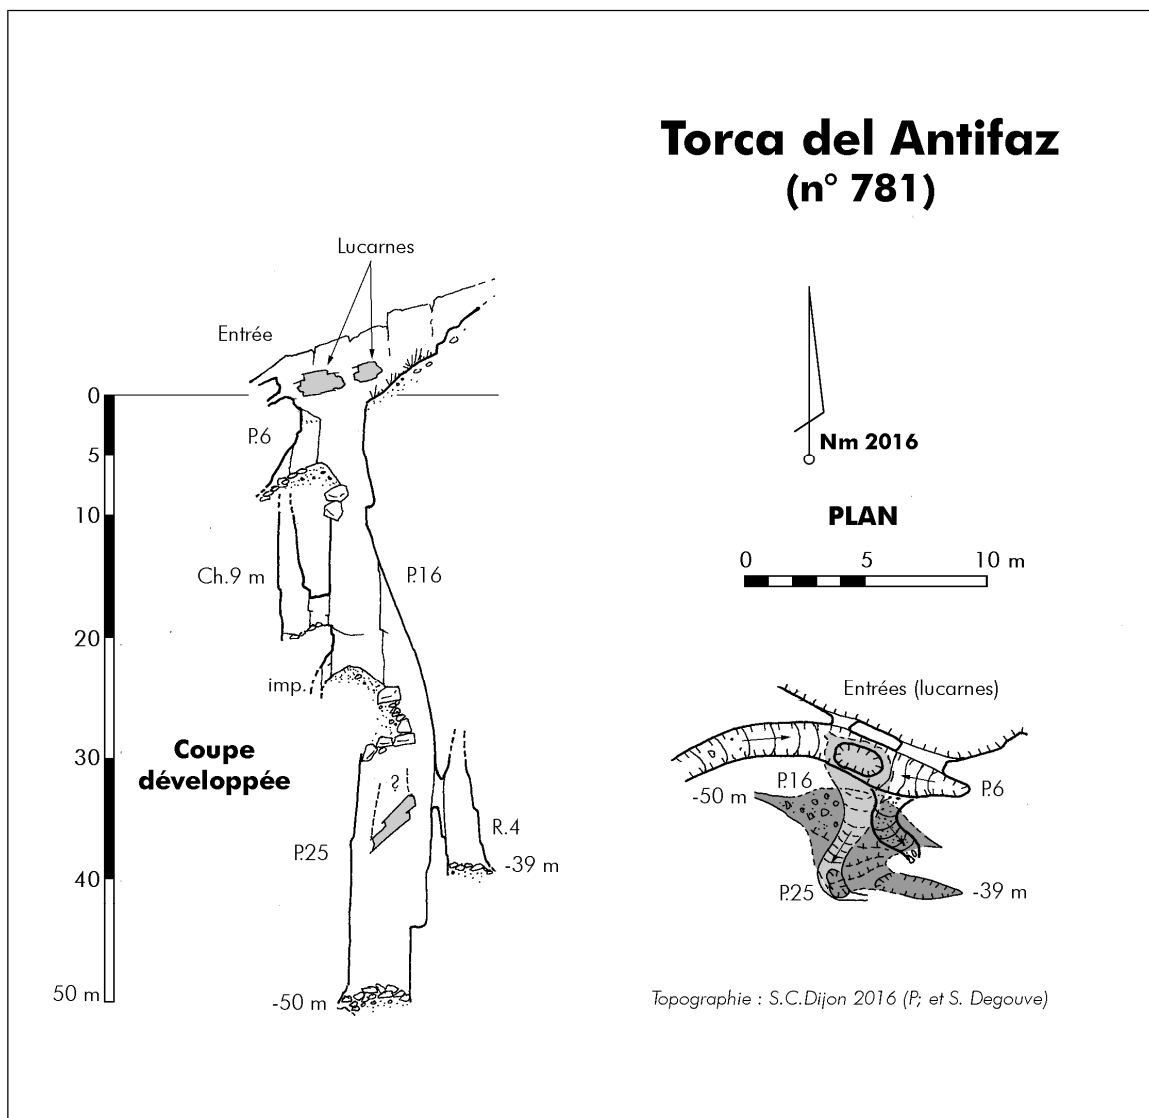 Torca del Antifaz
(n° 781)
Lucarnes
Entrée
0
P.6
5
10
Ch.9 m
P.16
20
imp.
30
Coupe
développée
?
P.25
R.4
-39 m
40
50 m
-50 m
Nm 2016
PLAN
0 5 10 m
Entrées (lucarnes)
P.16
P.6
-50 m
P.25
-39 m
Topographie : S.C.Dijon 2016 (P; et S. Degouve)